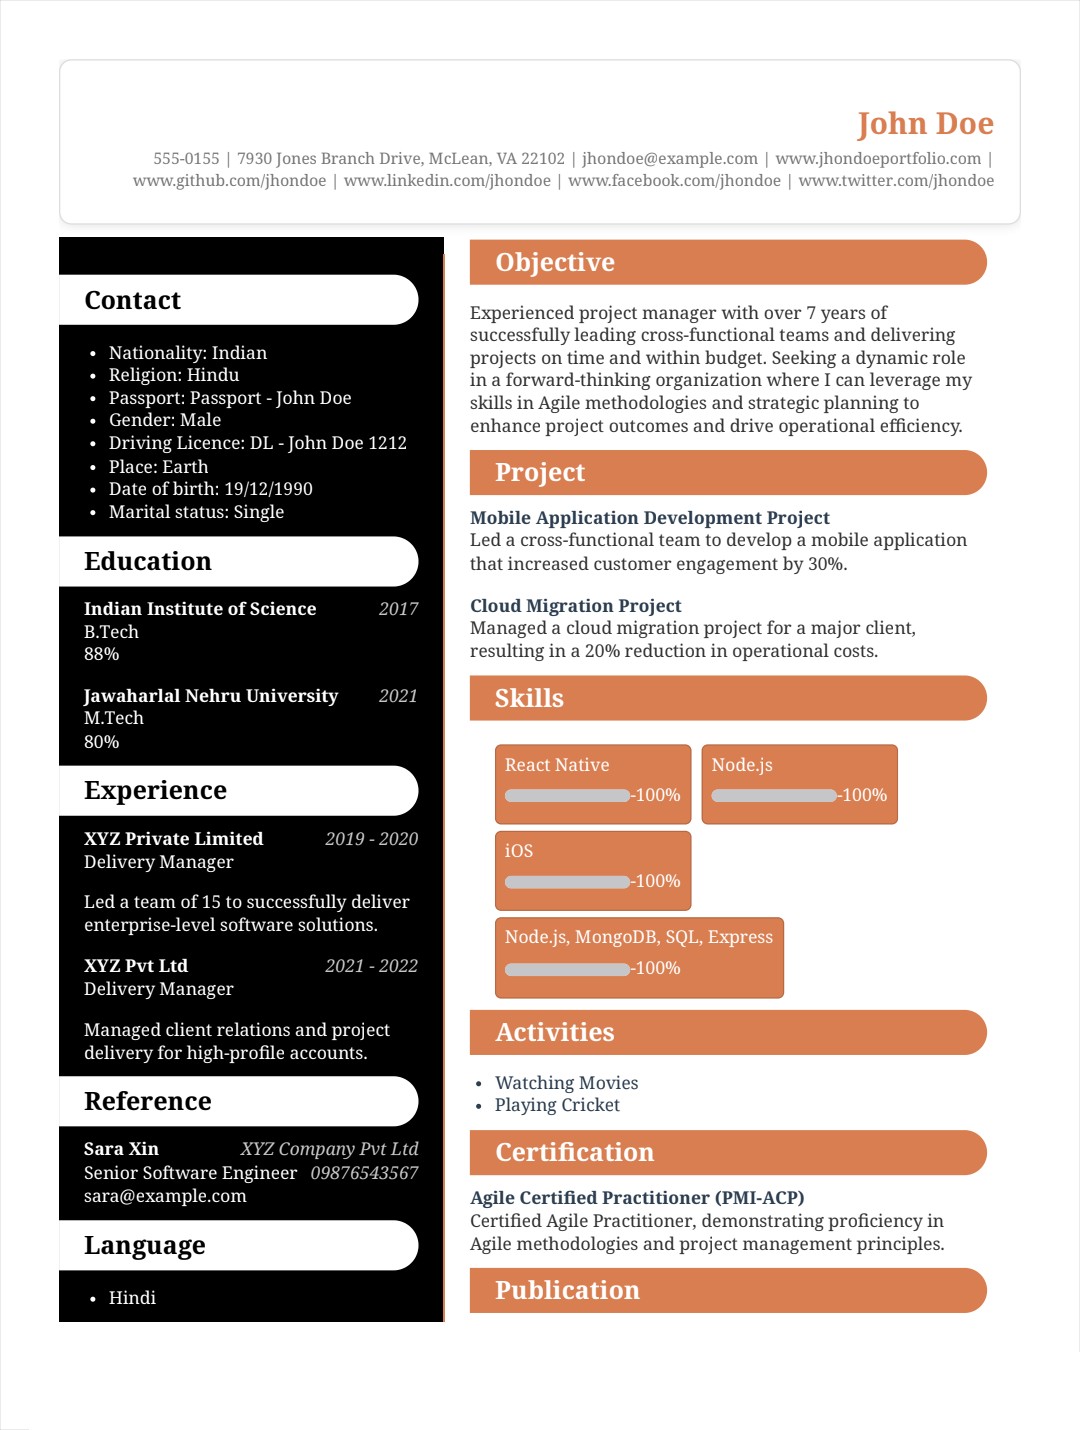 John Doe
555-0155 | 7930 Jones Branch Drive, McLean, VA 22102 | jhondoe@example.com | www.jhondoeportfolio.com |
www.github.com/jhondoe | www.linkedin.com/jhondoe | www.facebook.com/jhondoe | www.twitter.com/jhondoe
Contact
• Nationality: Indian
• Religion: Hindu
• Passport: Passport - John Doe
• Gender: Male
• Driving Licence: DL - John Doe 1212
• Place: Earth
• Date of birth: 19/12/1990
• Marital status: Single
Education
Indian Institute of Science 2017
B.Tech
88%
Jawaharlal Nehru University 2021
M.Tech
80%
Experience
XYZ Private Limited 2019 - 2020
Delivery Manager
Led a team of 15 to successfully deliver
enterprise-level software solutions.
XYZ Pvt Ltd 2021 - 2022
Delivery Manager
Managed client relations and project
delivery for high-profile accounts.
Reference
Sara Xin XYZ Company Pvt Ltd
Senior Software Engineer 09876543567
sara@example.com
Language
• Hindi
Objective
Experienced project manager with over 7 years of
successfully leading cross-functional teams and delivering
projects on time and within budget. Seeking a dynamic role
in a forward-thinking organization where I can leverage my
skills in Agile methodologies and strategic planning to
enhance project outcomes and drive operational efficiency.
Project
Mobile Application Development Project
Led a cross-functional team to develop a mobile application
that increased customer engagement by 30%.
Cloud Migration Project
Managed a cloud migration project for a major client,
resulting in a 20% reduction in operational costs.
Skills
React Native
-100%
Node.js
-100%
iOS
-100%
Node.js, MongoDB, SQL, Express
-100%
Activities
• Watching Movies
• Playing Cricket
Certification
Agile Certified Practitioner (PMI-ACP)
Certified Agile Practitioner, demonstrating proficiency in
Agile methodologies and project management principles.
Publication